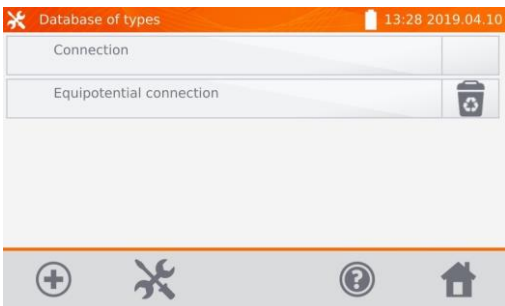 Database of types
13:28 2019.04.10
Connection
Equipotential connection